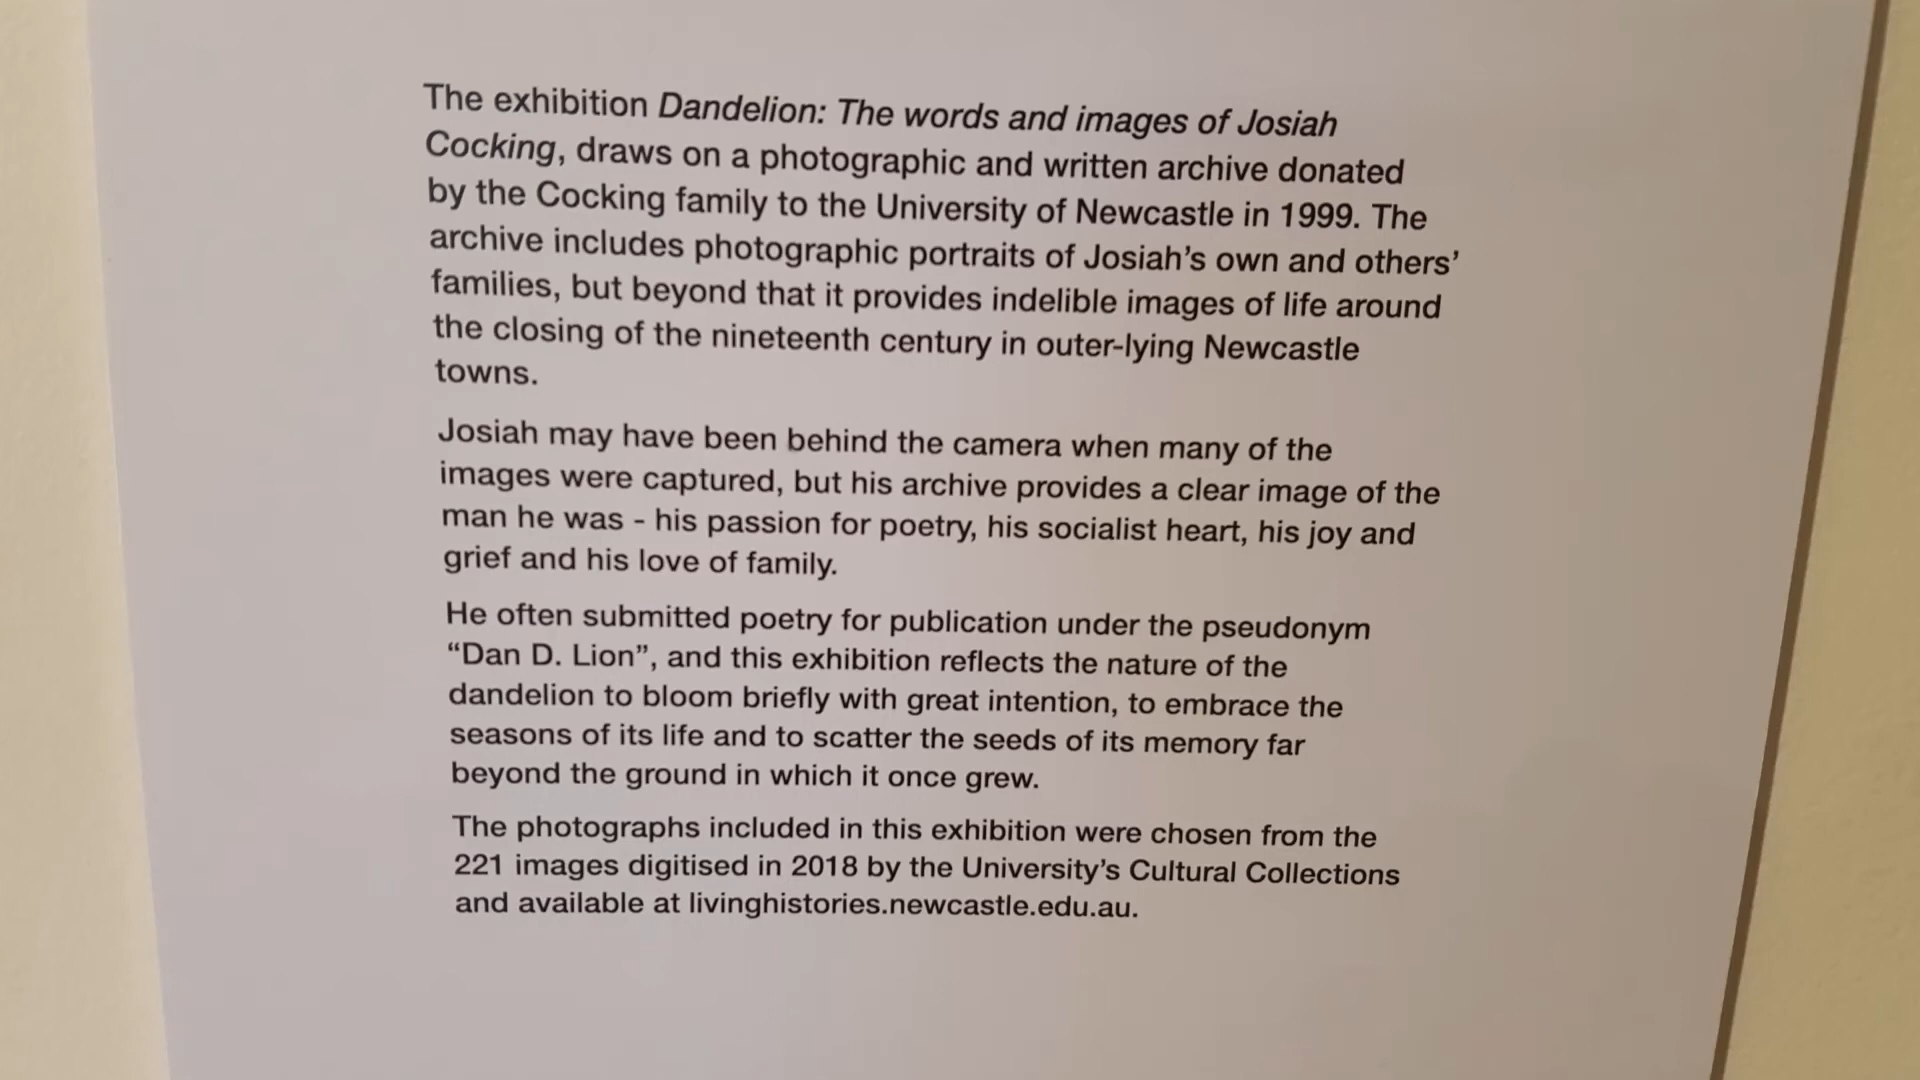 The exhibition Dandelion: The words and images of Josiah
Cocking, draws on a photographic and written archive donated
by the Cocking family to the University of Newcastle in 1999. The
archive includes photographic portraits of Josiah’s own and others’
families, but beyond that it provides indelible images of life around
the closing of the nineteenth century in outer-lying Newcastle
towns.
Josiah may have been behind the camera when many of the
images were captured, but his archive provides a clear image of the
man he was - his passion for poetry, his socialist heart, his joy and
grief and his love of family.
He often submitted poetry for publication under the pseudonym
“Dan D. Lion”, and this exhibition reflects the nature of the
dandelion to bloom briefly with great intention, to embrace the
seasons of its life and to scatter the seeds of its memory far
beyond the ground in which it once grew.
The photographs included in this exhibition were chosen from the
221 images digitised in 2018 by the University’s Cultural Collections
and available at livinghistories.newcastle.edu.au.